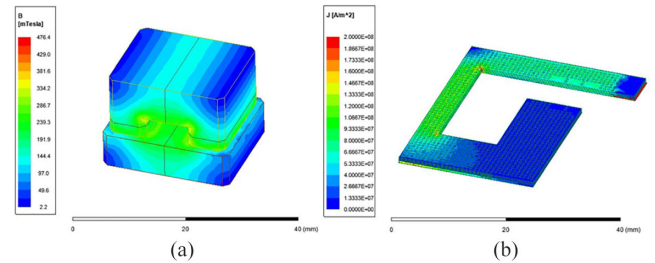 B
[mTesla]
476.4
429.0
381.6
334.2
286.7
239.3
191.9
144.4
97.0
49.6
2.2
0
20
40 (mm)
(a)
J [A/m^2]
2.0000E+08
1.8667E+08
1.7333E+08
1.6000E+08
1.4667E+08
1.3333E+08
1.2000E+08
1.0667E+08
9.3333E+07
8.0000E+07
6.6667E+07
5.3333E+07
4.0000E+07
2.6667E+07
1.3333E+07
0.0000E+00
0
20
40 (mm)
(b)